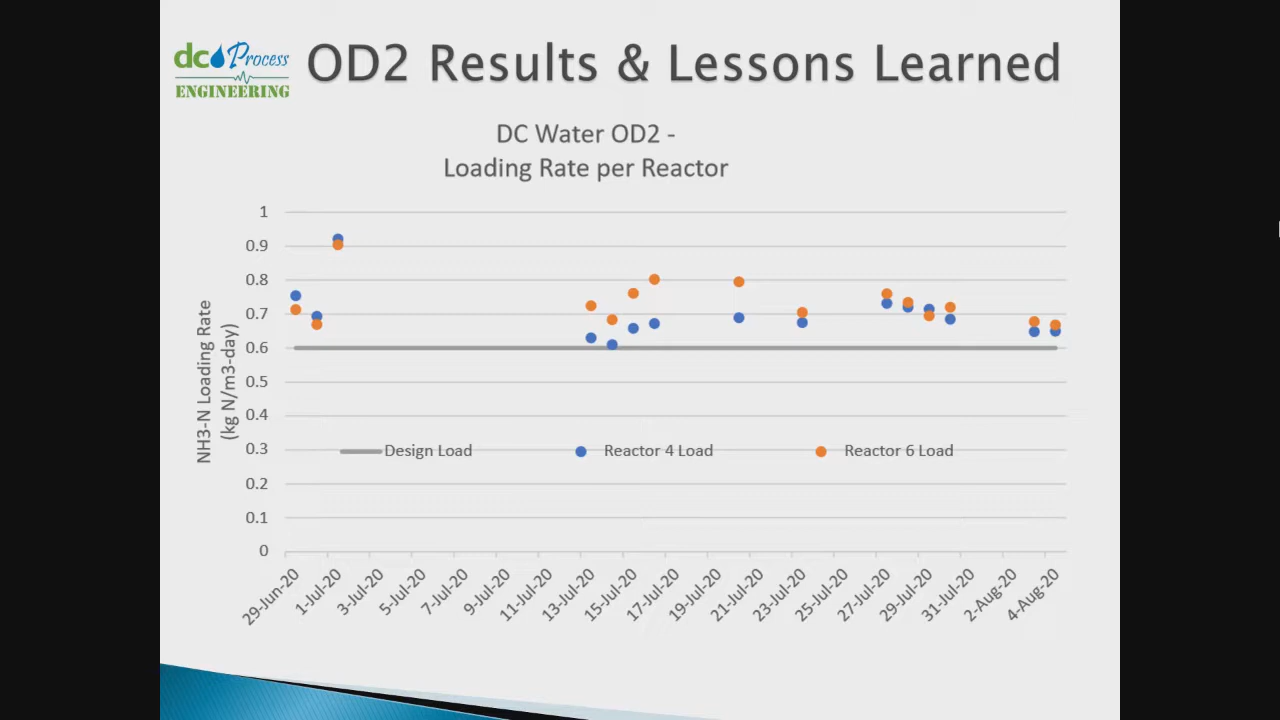 dc Process
ENGINEERING
OD2 Results & Lessons Learned
DC Water OD2 -
Loading Rate per Reactor
NH3-N Loading Rate
(kg N/m3-day)
1
0.9
0.8
0.7
0.6
0.5
0.4
0.3
0.2
0.1
0
Design Load
Reactor 4 Load
Reactor 6 Load
29-Jun-20
1-Jul-20
3-Jul-20
5-Jul-20
7-Jul-20
9-Jul-20
11-Jul-20
13-Jul-20
15-Jul-20
17-Jul-20
19-Jul-20
21-Jul-20
23-Jul-20
25-Jul-20
27-Jul-20
29-Jul-20
31-Jul-20
2-Aug-20
4-Aug-20